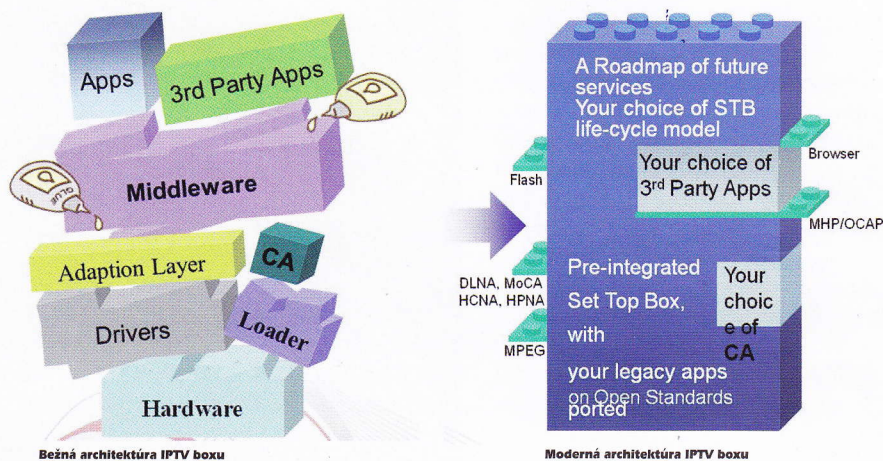 Apps
3rd Party Apps
GLUE
Middleware
Adaption Layer
CA
Drivers
Loader
Hardware
Bežná architektúra IPTV boxu
A Roadmap of future
services
Your choice of STB
life-cycle model
Browser
Your choice of
3rd Party Apps
Flash
MHP/OCAP
DLNA, MoCA
HCNA, HPNA
MPEG
Pre-integrated
Set Top Box,
with
your legacy apps
on Open Standards
ported
Your
choic
e of
CA
Moderná architektúra IPTV boxu